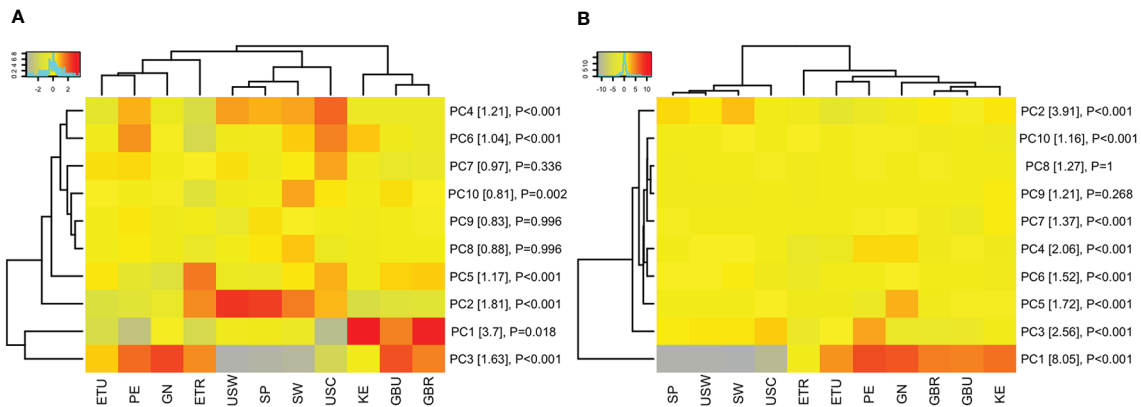 A
0 2 4 6 8
-2 0 2
PC4 [1.21], P<0.001
PC6 [1.04], P<0.001
PC7 [0.97], P=0.336
PC10 [0.81], P=0.002
PC9 [0.83], P=0.996
PC8 [0.88], P=0.996
PC5 [1.17], P<0.001
PC2 [1.81], P<0.001
PC1 [3.7], P=0.018
PC3 [1.63], P<0.001
ETU PE GN ETR USW SP SW USC KE GBU GBR
B
0 5 10
-10 -5 0 5 10
PC2 [3.91], P<0.001
PC10 [1.16], P<0.001
PC8 [1.27], P=1
PC9 [1.21], P=0.268
PC7 [1.37], P<0.001
PC4 [2.06], P<0.001
PC6 [1.52], P<0.001
PC5 [1.72], P<0.001
PC3 [2.56], P<0.001
PC1 [8.05], P<0.001
SP USW SW USC ETR ETU PE GN GBR GBU KE